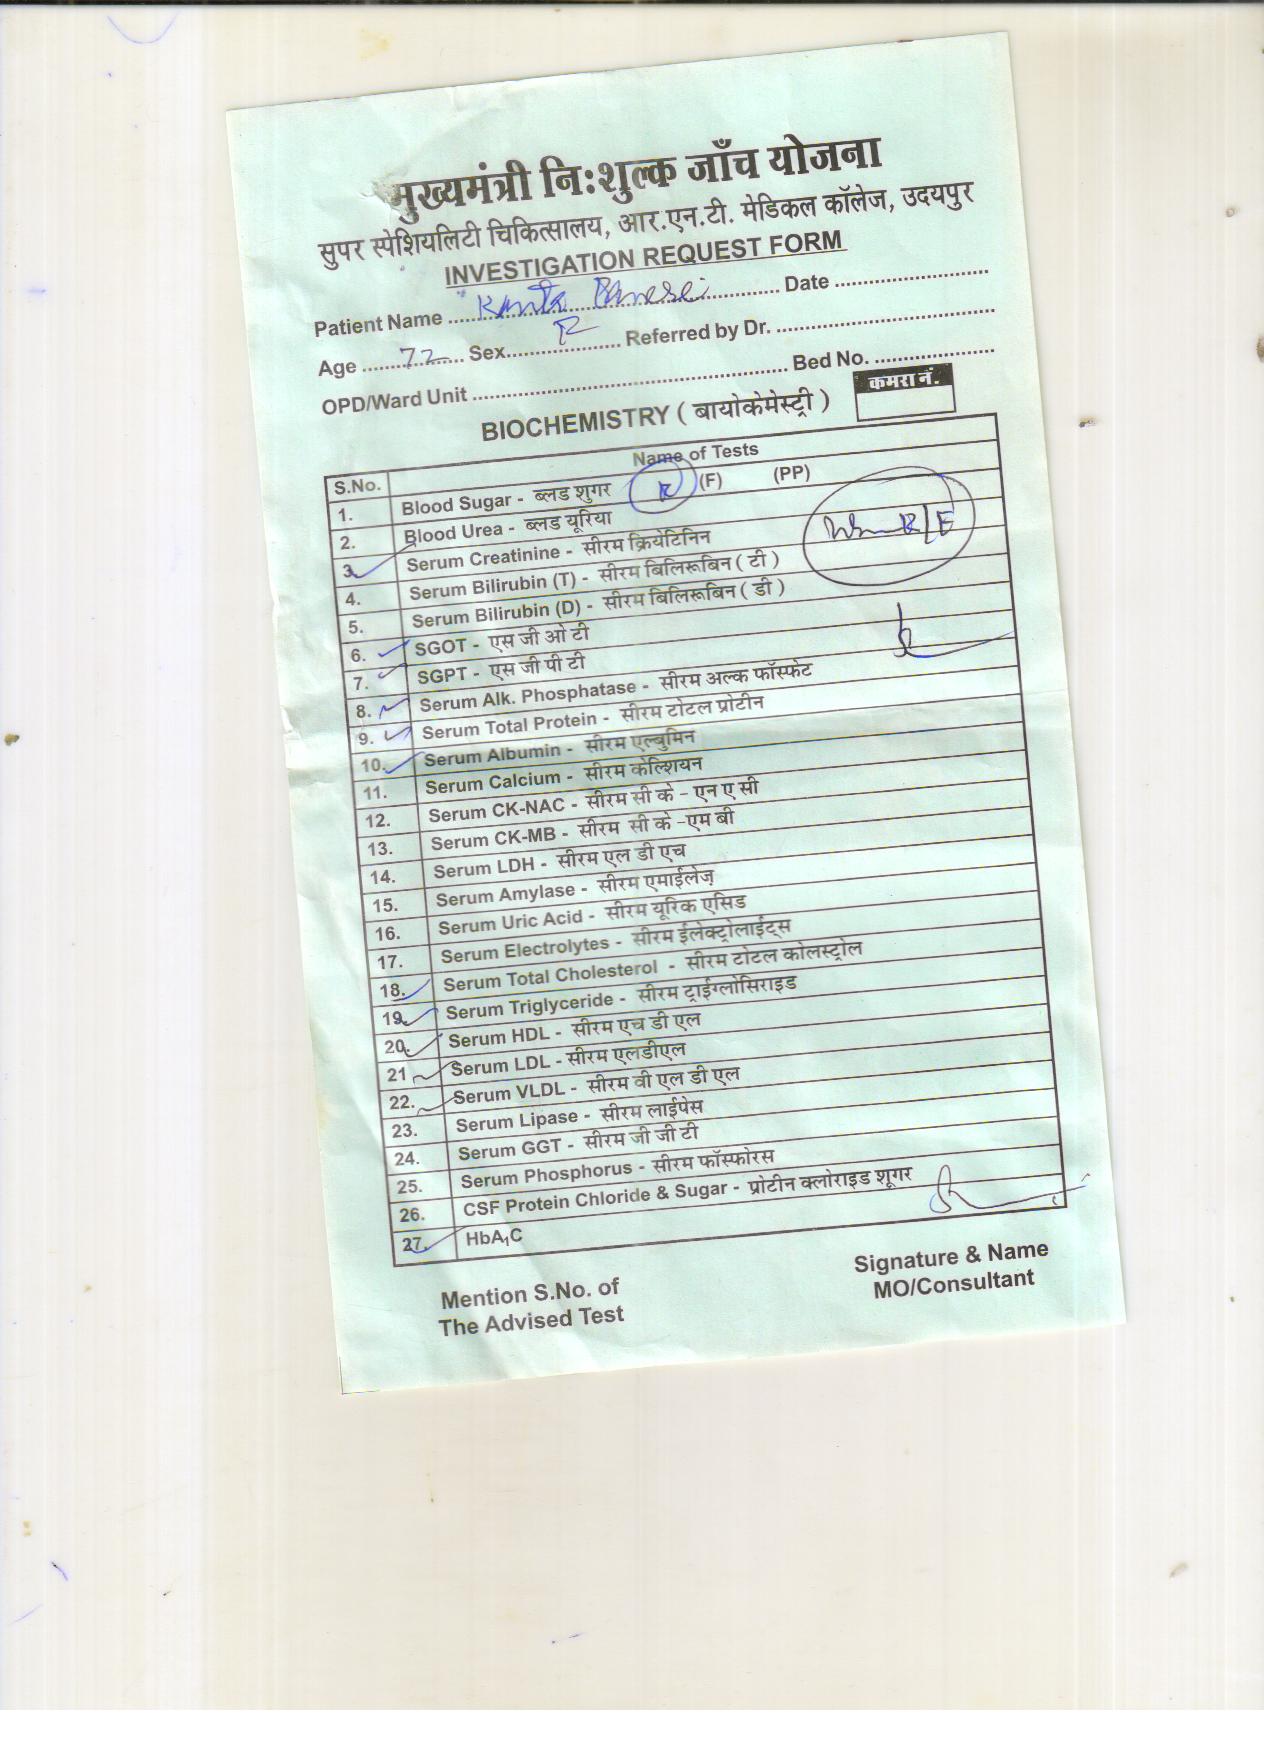 मुख्यमंत्री नि:शुल्क जाँच योजना
सुपर स्पेशियलिटी चिकित्सालय, आर.एन.टी. मेडिकल कॉलेज, उदयपुर
INVESTIGATION REQUEST FORM
Patient Name Kanta Date
Age 72 Sex Referred by Dr.
OPD/Ward Unit Bed No.
कमरा नं.
BIOCHEMISTRY ( बायोकेमेस्ट्री )
S.No. Name of Tests
1. Blood Sugar - ब्लड शुगर R (F) (PP)
2. Blood Urea - ब्लड यूरिया
3. Serum Creatinine - सीरम क्रियेटिनिन
4. Serum Bilirubin (T) - सीरम बिलिरूबिन ( टी )
5. Serum Bilirubin (D) - सीरम बिलिरूबिन ( डी )
6. SGOT - एस जी ओ टी
7. SGPT - एस जी पी टी
8. Serum Alk. Phosphatase - सीरम अल्क फॉस्फेट
9. Serum Total Protein - सीरम टोटल प्रोटीन
10. Serum Albumin - सीरम एल्बुमिन
11. Serum Calcium - सीरम केल्शियन
12. Serum CK-NAC - सीरम सी के - एन ए सी
13. Serum CK-MB - सीरम सी के -एम बी
14. Serum LDH - सीरम एल डी एच
15. Serum Amylase - सीरम एमाईलेज़
16. Serum Uric Acid - सीरम यूरिक एसिड
17. Serum Electrolytes - सीरम ईलेक्ट्रोलाईट्स
18. Serum Total Cholesterol - सीरम टोटल कोलस्ट्रोल
19. Serum Triglyceride - सीरम ट्राईग्लोसिराइड
20. Serum HDL - सीरम एच डी एल
21 Serum LDL - सीरम एलडीएल
22. Serum VLDL - सीरम वी एल डी एल
23. Serum Lipase - सीरम लाईपेस
24. Serum GGT - सीरम जी जी टी
25. Serum Phosphorus - सीरम फॉस्फोरस
26. CSF Protein Chloride & Sugar - प्रोटीन क्लोराइड शूगर
27. HbA₁C
Mention S.No. of
The Advised Test
Signature & Name
MO/Consultant